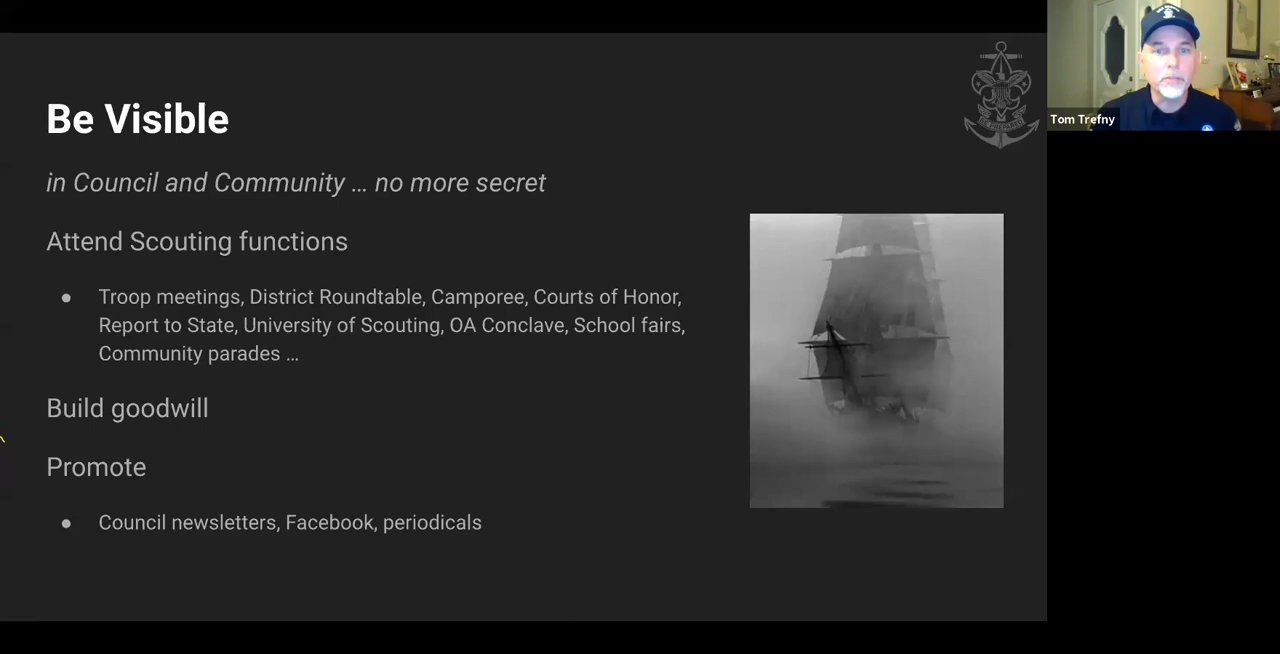 Be Visible
in Council and Community … no more secret
Attend Scouting functions
● Troop meetings, District Roundtable, Camporee, Courts of Honor,
Report to State, University of Scouting, OA Conclave, School fairs,
Community parades …
Build goodwill
Promote
● Council newsletters, Facebook, periodicals
BE PREPARED
Tom Trefny